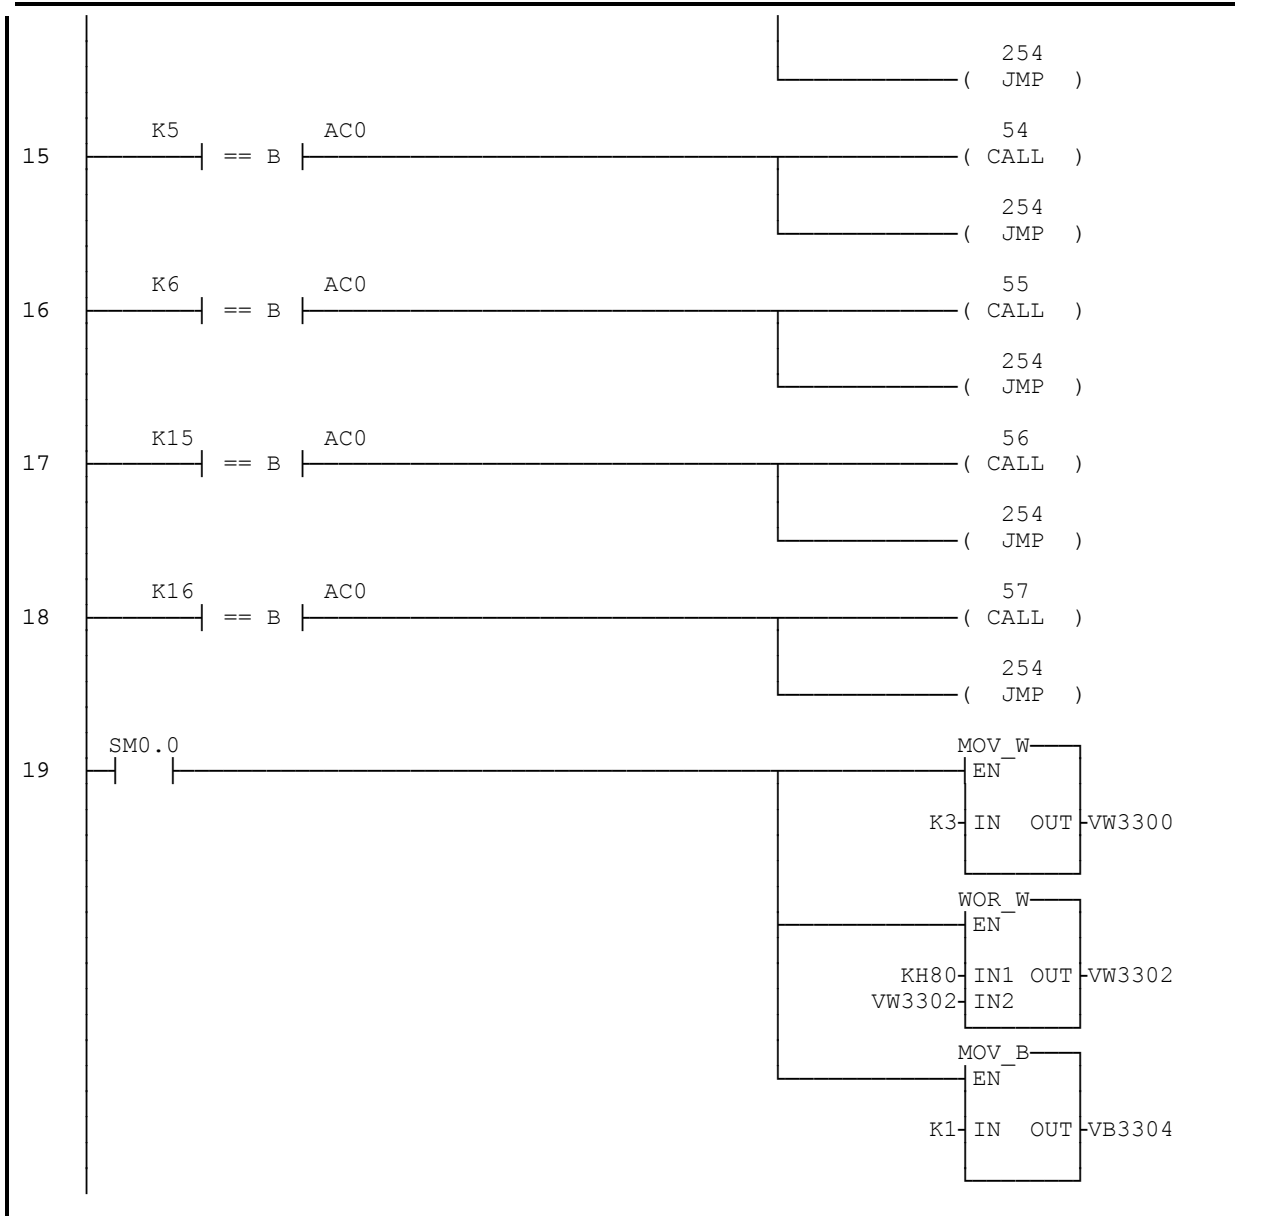 254
( JMP )
K5 AC0 54
15 == B ( CALL )
254
( JMP )
K6 AC0 55
16 == B ( CALL )
254
( JMP )
K15 AC0 56
17 == B ( CALL )
254
( JMP )
K16 AC0 57
18 == B ( CALL )
254
( JMP )
SM0.0 MOV_W
19 EN
K3 IN OUT VW3300
WOR_W
EN
KH80 IN1 OUT VW3302
VW3302 IN2
MOV_B
EN
K1 IN OUT VB3304